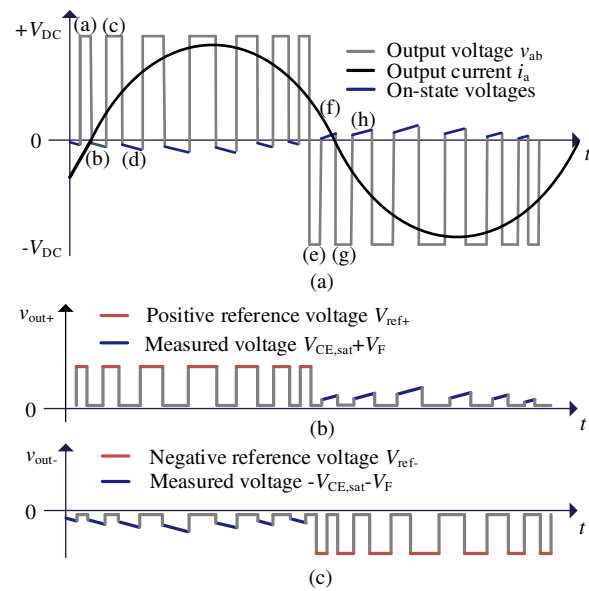 +V_DC
(a) (c)
Output voltage v_ab
Output current i_a
On-state voltages
(f)
(h)
0
t
(b)
(d)
-V_DC
(e) (g)
(a)
v_out+
Positive reference voltage V_ref+
Measured voltage V_CE,sat+V_F
0
t
(b)
v_out-
Negative reference voltage V_ref-
Measured voltage -V_CE,sat-V_F
0
t
(c)